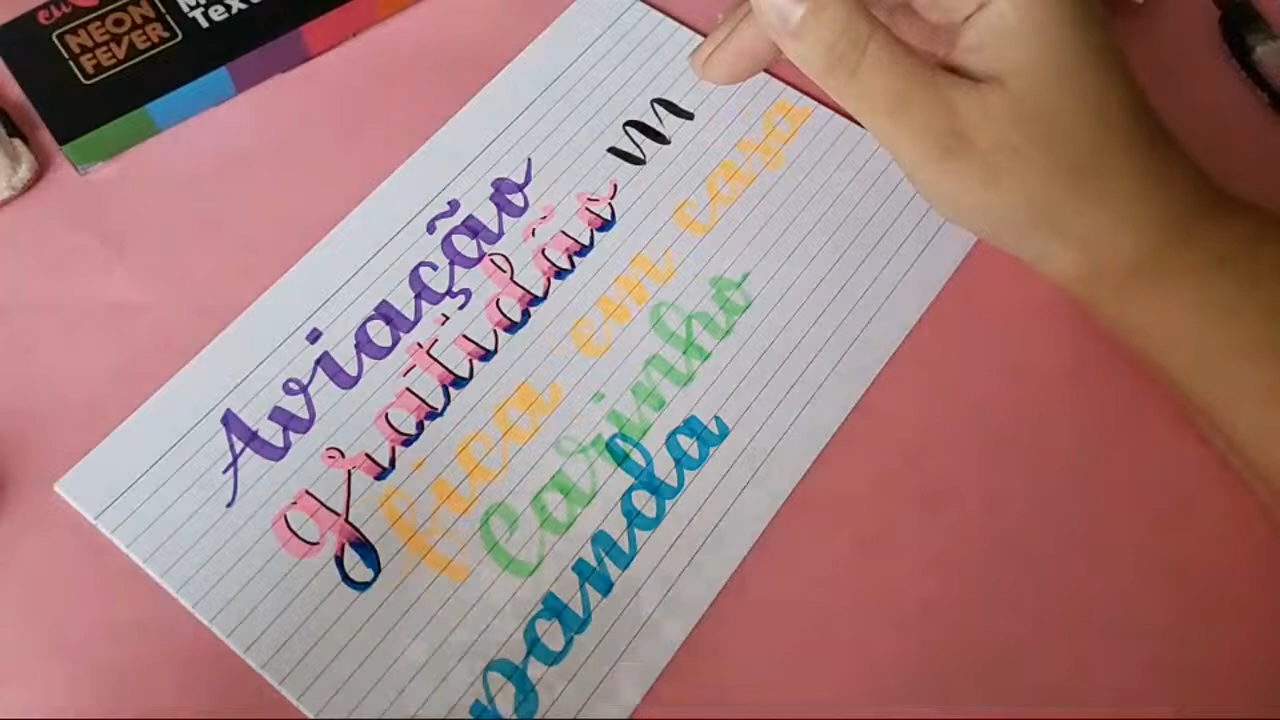 NEON
FEVER
Aviação
gratidão m
fica em casa
Carinho
panda